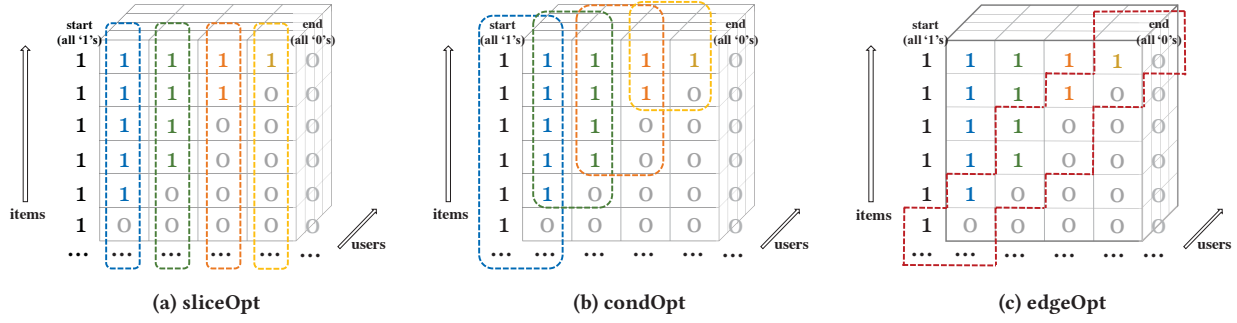 start end
(all '1's) (all '0's)
1 1 1 1 1 0
1 1 1 1 0 0
1 1 1 0 0 0
1 1 1 0 0 0
1 1 0 0 0 0
1 0 0 0 0 0
... ... ... ... ... ...
items
users
(a) sliceOpt
start end
(all '1's) (all '0's)
1 1 1 1 1 0
1 1 1 1 0 0
1 1 1 0 0 0
1 1 1 0 0 0
1 1 0 0 0 0
1 0 0 0 0 0
... ... ... ... ... ...
items
users
(b) condOpt
start end
(all '1's) (all '0's)
1 1 1 1 1 0
1 1 1 1 0 0
1 1 1 0 0 0
1 1 1 0 0 0
1 1 0 0 0 0
1 0 0 0 0 0
... ... ... ... ... ...
items
users
(c) edgeOpt